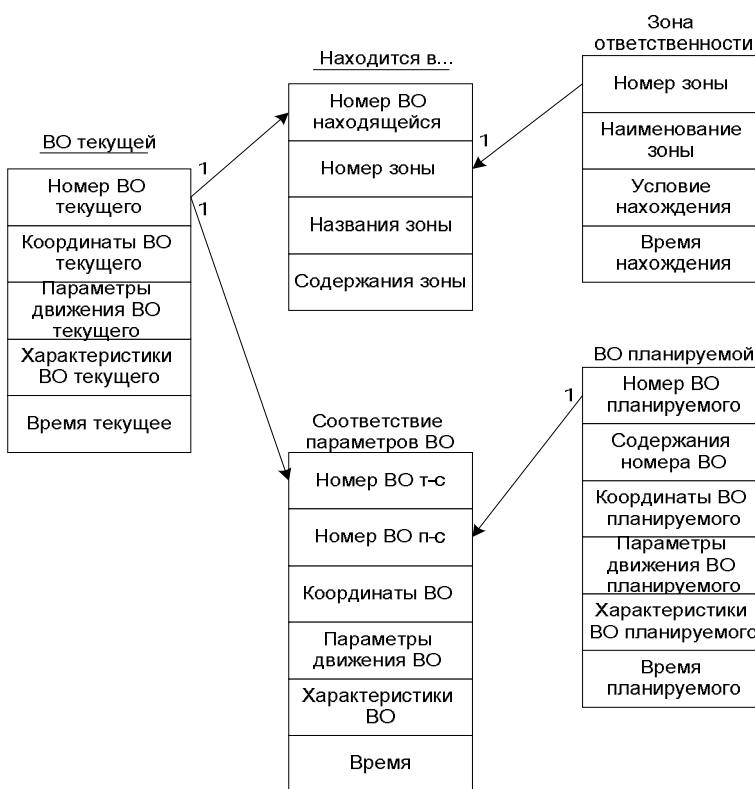 ВО текущей
1
Номер ВО
текущего
1
Координаты ВО
текущего
Параметры
движения ВО
текущего
Характеристики
ВО текущего
Время текущее
Находится в...
Номер ВО
находящейся
1
Номер зоны
Названия зоны
Содержания зоны
Зона
ответственности
Номер зоны
Наименование
зоны
Условие
нахождения
Время
нахождения
Соответствие
параметров ВО
Номер ВО т-с
Номер ВО п-с
Координаты ВО
Параметры
движения ВО
Характеристики
ВО
Время
ВО планируемой
1
Номер ВО
планируемого
Содержания
номера ВО
Координаты ВО
планируемого
Параметры
движения ВО
планируемого
Характеристики
ВО планируемого
Время
планируемого